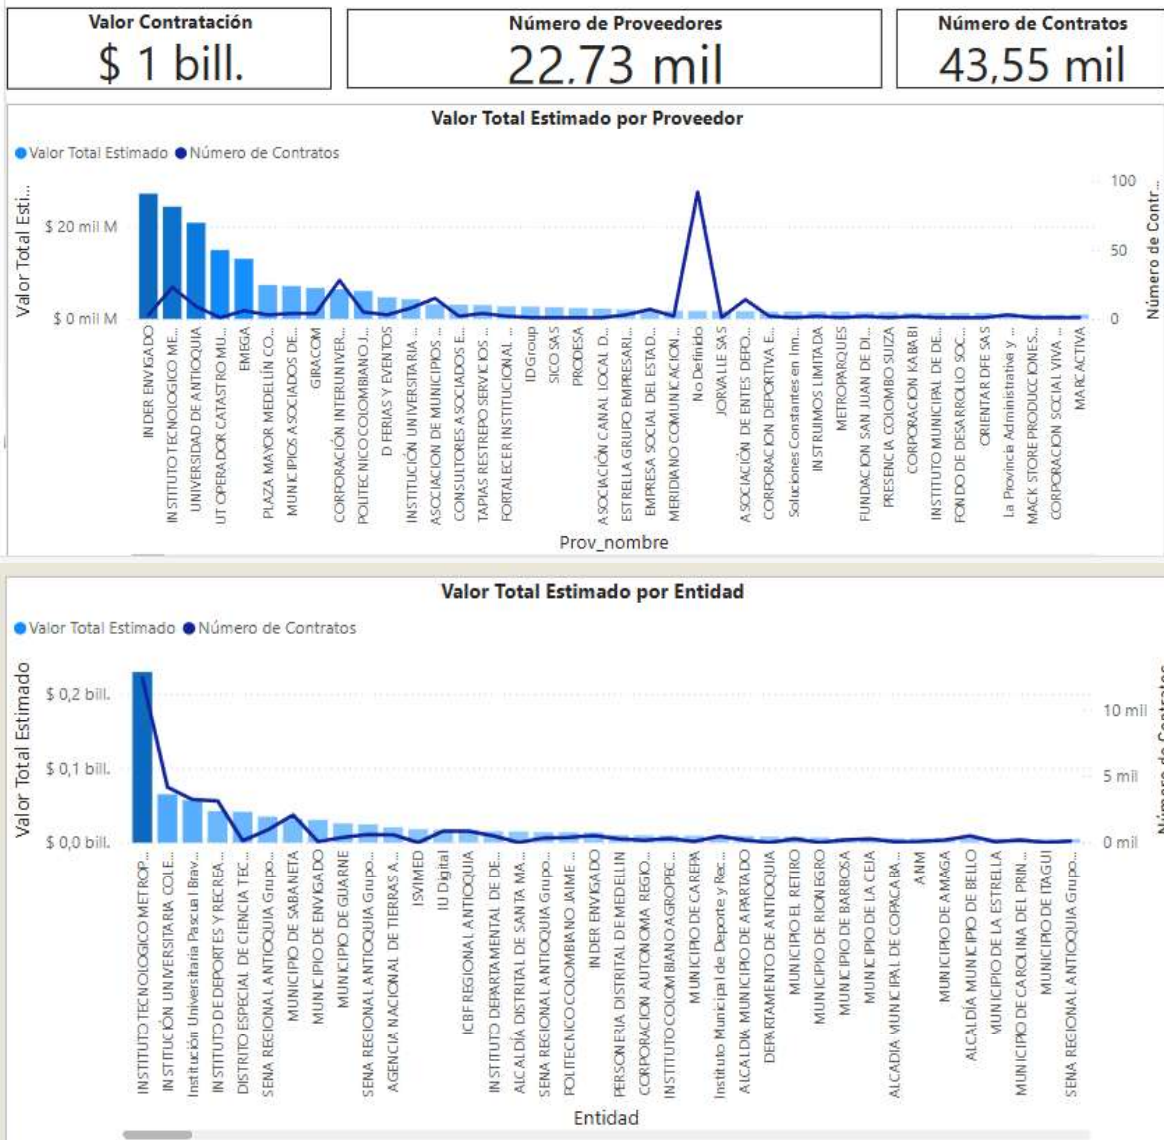 Valor Contratación
$ 1 bill.
Número de Proveedores
22.73 mil
Número de Contratos
43,55 mil
Valor Total Estimado por Proveedor
Valor Total Estimado
Número de Contratos
Valor Total Esti...
$ 20 mil M
$ 0 mil M
100
50
0
Número de Contr...
INDER ENVIGADO
INSTITUTO TECNOLOGICO ME...
UNIVERSIDAD DE ANTIOQUIA
UT OPERADOR CATASTRO MU...
EMEGA
PLAZA MAYOR MEDELLÍN CO...
MUNICIPIOS ASOCIADOS DE...
GIRACOM
CORPORACIÓN INTERUNIVER...
POLITECNICO COLOMBIANO J...
D FERIAS Y EVENTOS
INSTITUCIÓN UNIVERSITARIA ...
ASOCIACION DE MUNICIPIOS ...
CONSULTORES ASOCIADOS E...
TAPIAS RESTREPO SERVICIOS ...
FORTALECER INSTITUCIONAL ...
ID Group
SICO SAS
PRODESA
ASOCIACIÓN CANAL LOCAL D...
ESTRELLA GRUPO EMPRESARI...
EMPRESA SOCIAL DEL ESTAD...
MERIDIANO COMUNICACION...
No Definido
JORVALLE SAS
ASOCIACIÓN DE ENTES DEPO...
CORPORACION DEPORTIVA E...
Soluciones Constantes en Inn...
INSTRUIMOS LIMITADA
METROPARQUES
FUNDACION SAN JUAN DE DI...
PRESENCIA COLOMBO SUIZA
CORPORACION KABABI
INSTITUTO MUNICIPAL DE DE...
FONDO DE DESARROLLO SOC...
ORIENTAR DFE SAS
La Provincia Administrativa y ...
MACK STORE PRODUCCIONES...
CORPORACION SOCIAL VIVA ...
MARCACTIVA
Prov_nombre
Valor Total Estimado por Entidad
Valor Total Estimado
Número de Contratos
Valor Total Estimado
$ 0,2 bill.
$ 0,1 bill.
$ 0,0 bill.
10 mil
5 mil
0 mil
Número de Contratos
INSTITUTO TECNOLOGICO METROP...
INSTITUCIÓN UNIVERSITARIA COLE...
Institución Universitaria Pascual Brav...
INSTITUTO DE DEPORTES Y RECREA...
DISTRITO ESPECIAL DE CIENCIA TEC...
SENA REGIONAL ANTIOQUIA Grupo...
MUNICIPIO DE SABANETA
MUNICIPIO DE ENVIGADO
MUNICIPIO DE GUARNE
SENA REGIONAL ANTIOQUIA Grupo...
AGENCIA NACIONAL DE TIERRAS A...
ISVIMED
IU Digital
ICBF REGIONAL ANTIOQUIA
INSTITUTO DEPARTAMENTAL DE DE...
ALCALDÍA DISTRITAL DE SANTA MA...
SENA REGIONAL ANTIOQUIA Grupo...
POLITECNICO COLOMBIANO JAIME ...
INDER ENVIGADO
PERSONERIA DISTRITAL DE MEDELLIN
CORPORACION AUTONOMA REGIO...
INSTITUTO COLOMBIANO AGROPEC...
MUNICIPIO DE CAREPA
Instituto Municipal de Deporte y Rec...
ALCALDIA MUNICIPIO DE APARTADO
DEPARTAMENTO DE ANTIOQUIA
MUNICIPIO EL RETIRO
MUNICIPIO DE RIONEGRO
MUNICIPIO DE BARBOSA
MUNICIPIO DE LA CEJA
ALCADIA MUNICIPAL DE COPACABA...
ANM
MUNICIPIO DE AMAGA
ALCALDÍA MUNICIPIO DE BELLO
MUNCIPIO DE LA ESTRELLA
MUNICIPIO DE CAROLINA DEL PRIN...
MUNICIPIO DE ITAGUI
SENA REGIONAL ANTIOQUIA Grupo...
Entidad